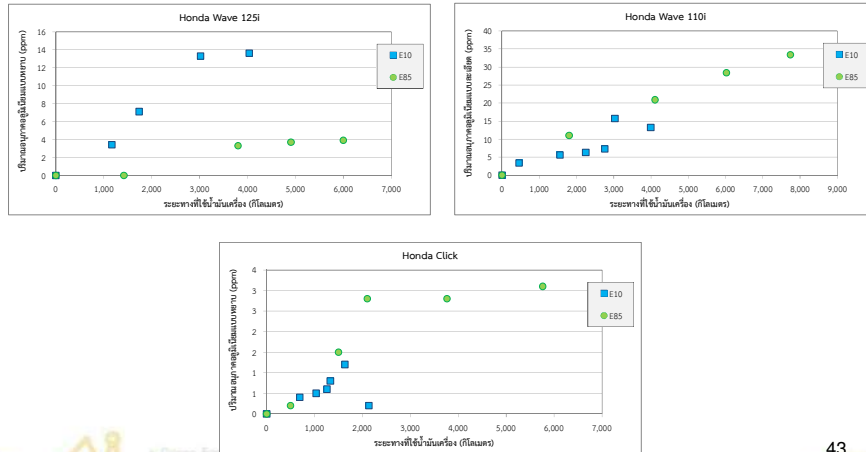 Honda Wave 125i
ปริมาณอนุภาคอลูมิเนียมแบบหยาบ (ppm)
16
14
12
10
8
6
4
2
0
0 1,000 2,000 3,000 4,000 5,000 6,000 7,000
ระยะทางที่ใช้น้ำมันเครื่อง (กิโลเมตร)
E10
E85
Honda Wave 110i
ปริมาณอนุภาคอลูมิเนียมแบบละเอียด (ppm)
40
35
30
25
20
15
10
5
0
0 1,000 2,000 3,000 4,000 5,000 6,000 7,000 8,000 9,000
ระยะทางที่ใช้น้ำมันเครื่อง (กิโลเมตร)
E10
E85
Honda Click
ปริมาณอนุภาคอลูมิเนียมแบบหยาบ (ppm)
4
3
3
2
2
1
1
0
0 1,000 2,000 3,000 4,000 5,000 6,000 7,000
ระยะทางที่ใช้น้ำมันเครื่อง (กิโลเมตร)
E10
E85
43